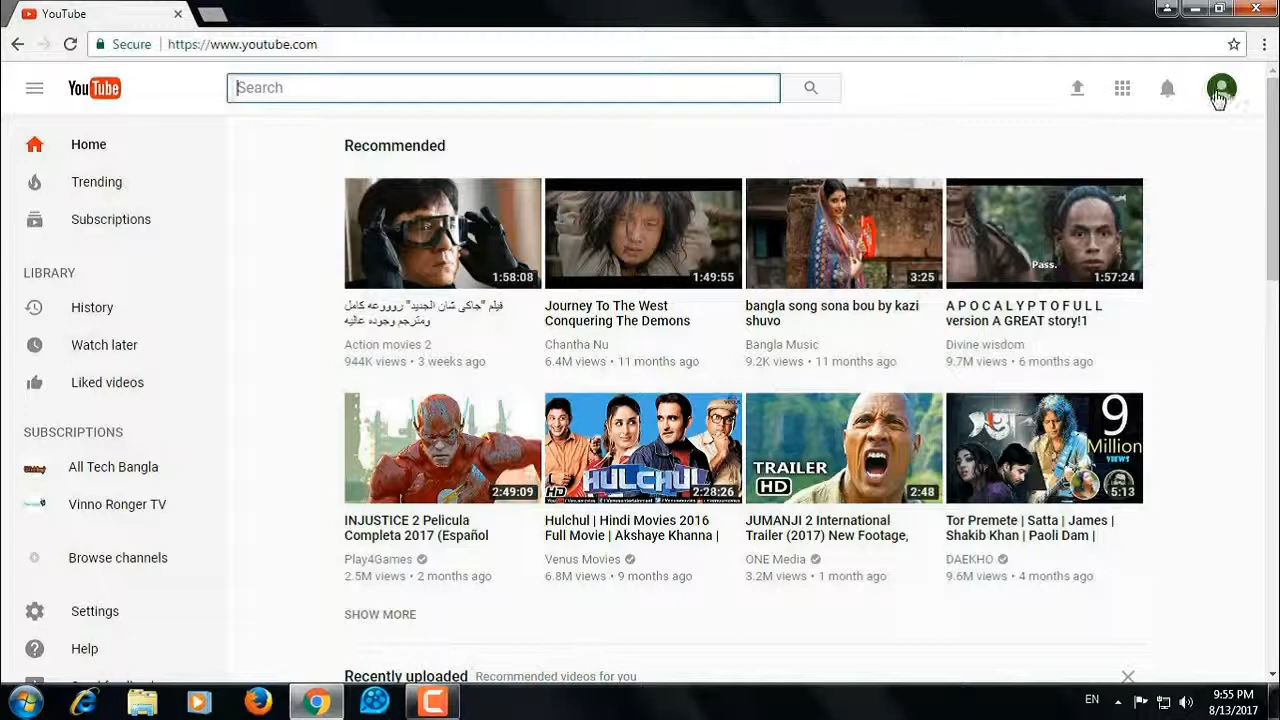 YouTube
Secure
https://www.youtube.com
YouTube
Search
Home
Trending
Subscriptions
LIBRARY
History
Watch later
Liked videos
SUBSCRIPTIONS
All Tech Bangla
Vinno Ronger TV
Browse channels
Settings
Help
Recommended
1:58:08
فيلم "جاكي شان الجديد" روووعه كامل
ومترجم وجوده عاليه
Action movies 2
944K views • 3 weeks ago
1:49:55
Journey To The West
Conquering The Demons
Chantha Nu
6.4M views • 11 months ago
3:25
bangla song sona bou by kazi
shuvo
Bangla Music
9.2K views • 11 months ago
Pass.
1:57:24
A P O C A L Y P T O F U L L
version A GREAT story!1
Divine wisdom
9.7M views • 6 months ago
2:49:09
INJUSTICE 2 Pelicula
Completa 2017 (Español
Play4Games
2.5M views • 2 months ago
HULCHUL
HD
2:28:26
Hulchul | Hindi Movies 2016
Full Movie | Akshaye Khanna |
Venus Movies
6.8M views • 9 months ago
TRAILER
HD
2:48
JUMANJI 2 International
Trailer (2017) New Footage,
ONE Media
3.2M views • 1 month ago
সত্তা
9
Million
VIEWS
5:13
Tor Premete | Satta | James |
Shakib Khan | Paoli Dam |
DAEKHO
9.6M views • 4 months ago
SHOW MORE
Recently uploaded
Recommended videos for you
EN
9:55 PM
8/13/2017